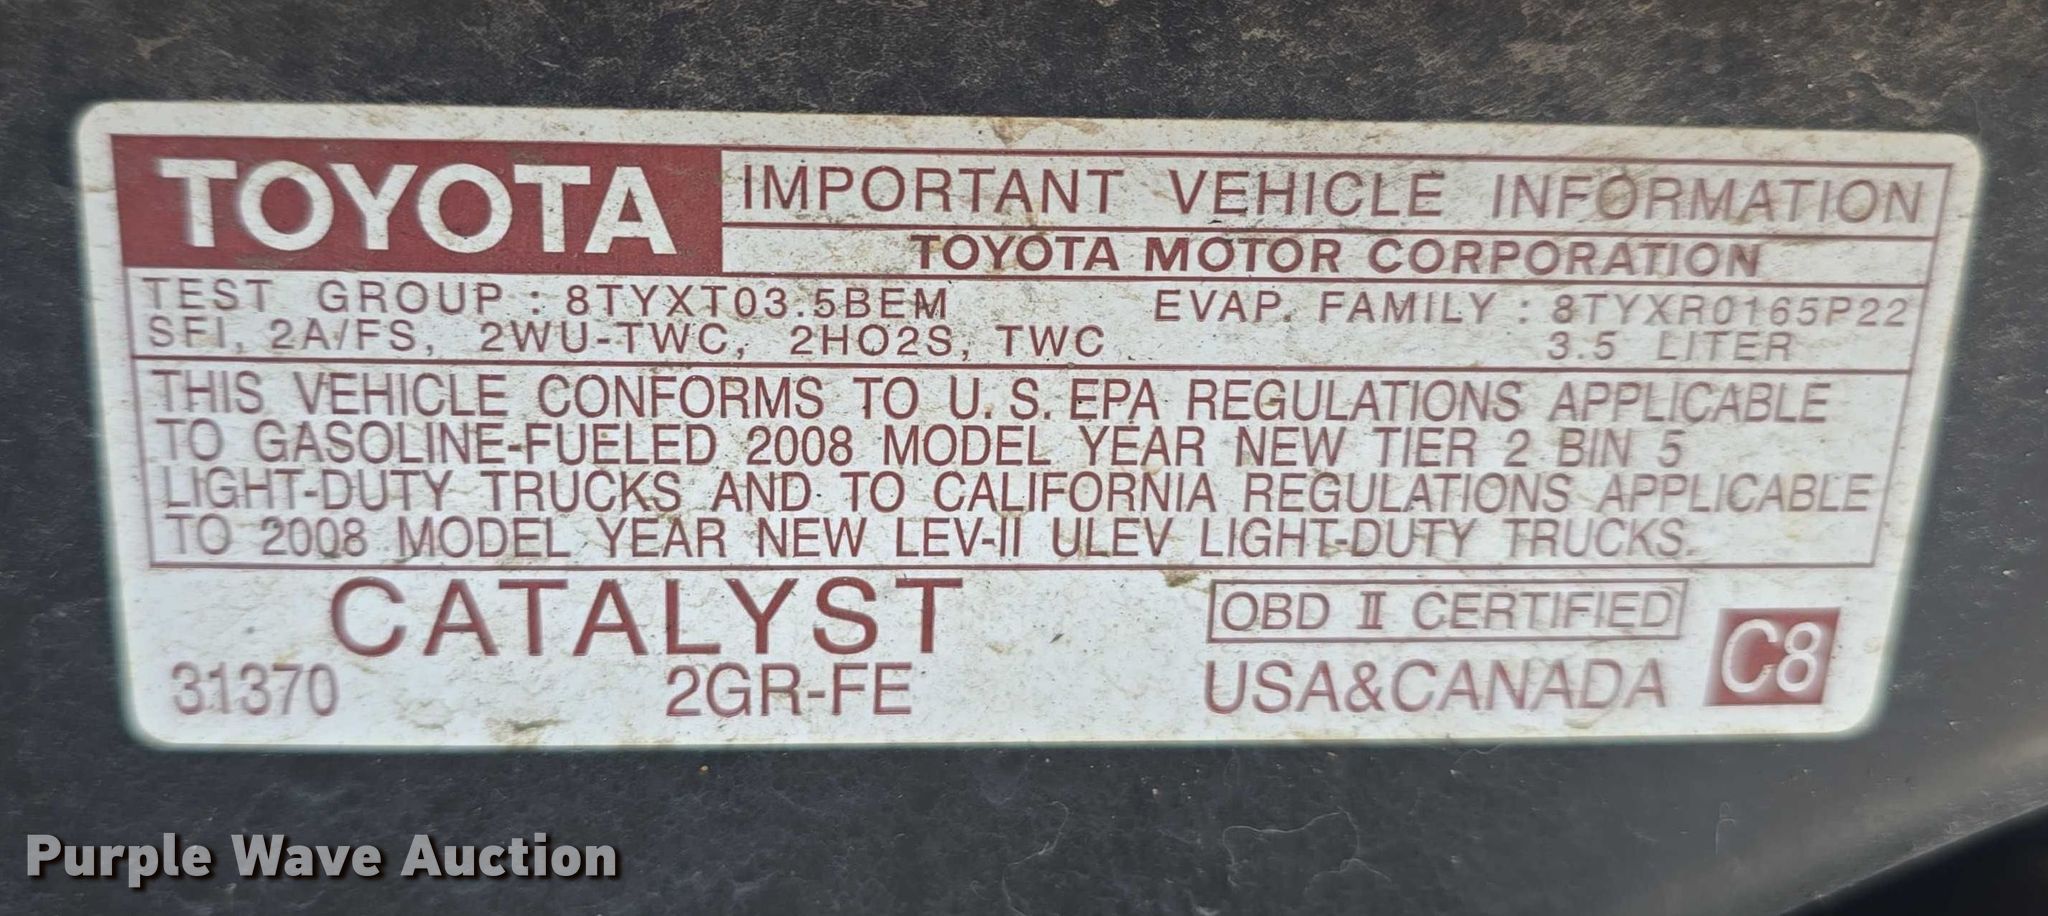 TOYOTA IMPORTANT VEHICLE INFORMATION
TOYOTA MOTOR CORPORATION
TEST GROUP : 8TYXT03.5BEM EVAP. FAMILY : 8TYXR0165P22
SFI, 2A/FS, 2WU-TWC, 2HO2S, TWC 3.5 LITER
THIS VEHICLE CONFORMS TO U.S. EPA REGULATIONS APPLICABLE
TO GASOLINE-FUELED 2008 MODEL YEAR NEW TIER 2 BIN 5
LIGHT-DUTY TRUCKS AND TO CALIFORNIA REGULATIONS APPLICABLE
TO 2008 MODEL YEAR NEW LEV-II ULEV LIGHT-DUTY TRUCKS.
CATALYST OBD II CERTIFIED
31370 2GR-FE USA&CANADA C8
Purple Wave Auction